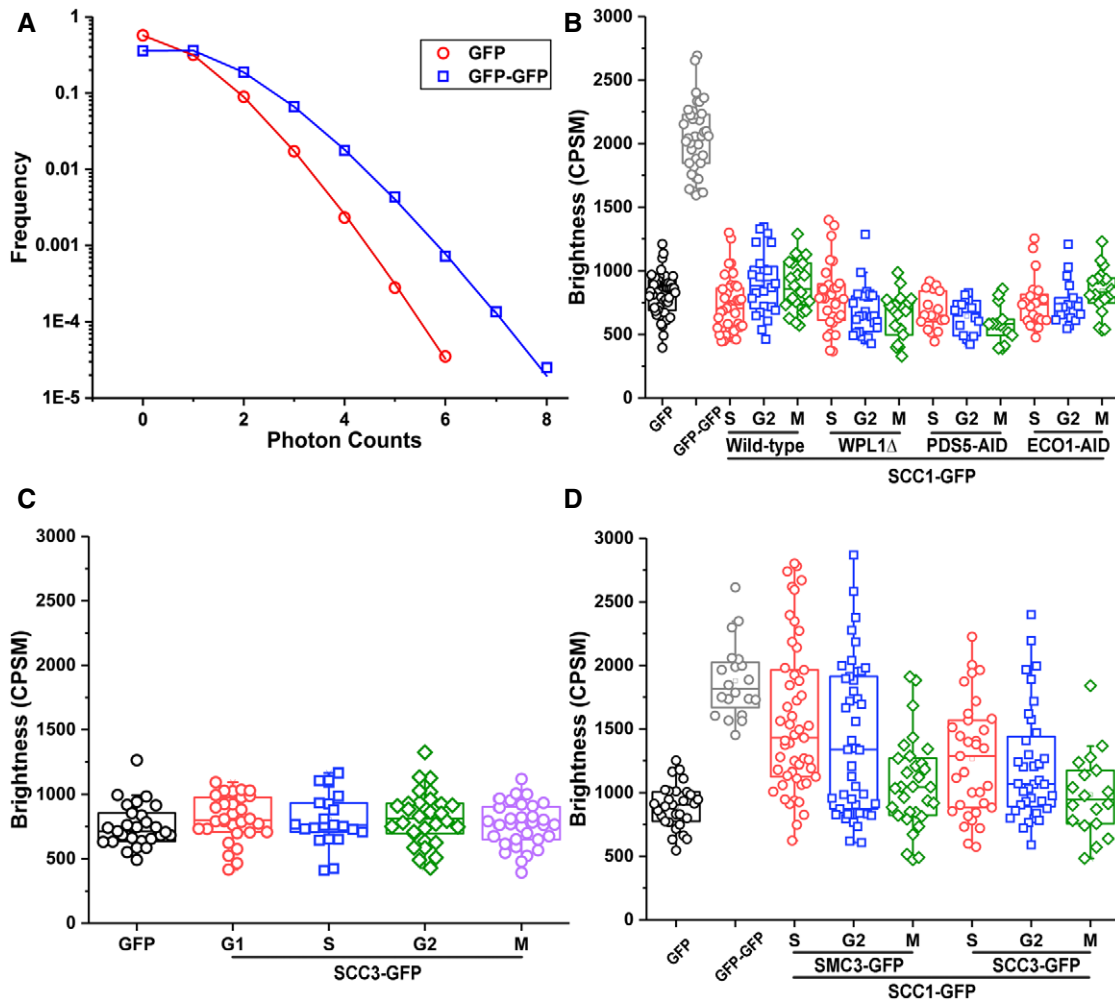 A
1
0.1
0.01
0.001
1E-4
1E-5
Frequency
0 2 4 6 8
Photon Counts
GFP
GFP-GFP
B
3000
2500
2000
1500
1000
500
0
Brightness (CPSM)
GFP
GFP-GFP
S G2 M S G2 M S G2 M S G2 M
Wild-type WPL1Δ PDS5-AID ECO1-AID
SCC1-GFP
C
3000
2500
2000
1500
1000
500
0
Brightness (CPSM)
GFP G1 S G2 M
SCC3-GFP
D
3000
2500
2000
1500
1000
500
0
Brightness (CPSM)
GFP
GFP-GFP
S G2 M S G2 M
SMC3-GFP SCC3-GFP
SCC1-GFP